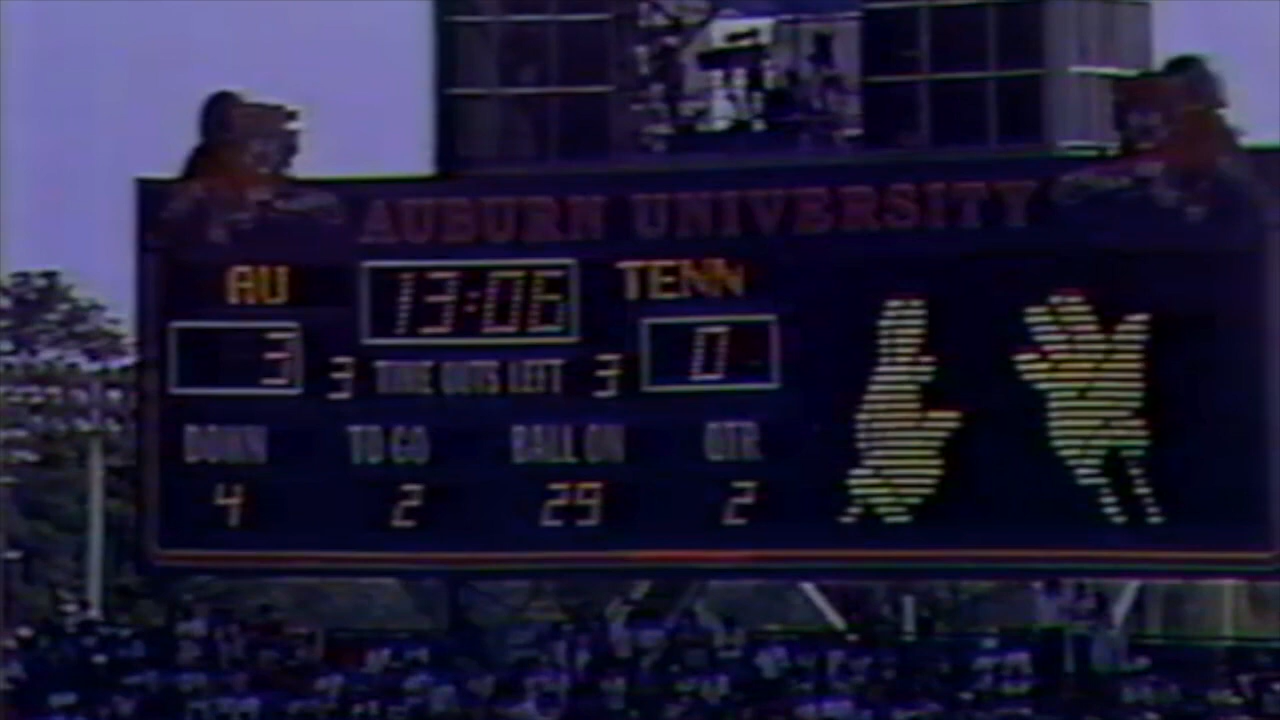 AUBURN UNIVERSITY
AU 13:06 TENN
3 3 TIME OUTS LEFT 3 0
DOWN TO GO BALL ON QTR
4 2 29 2